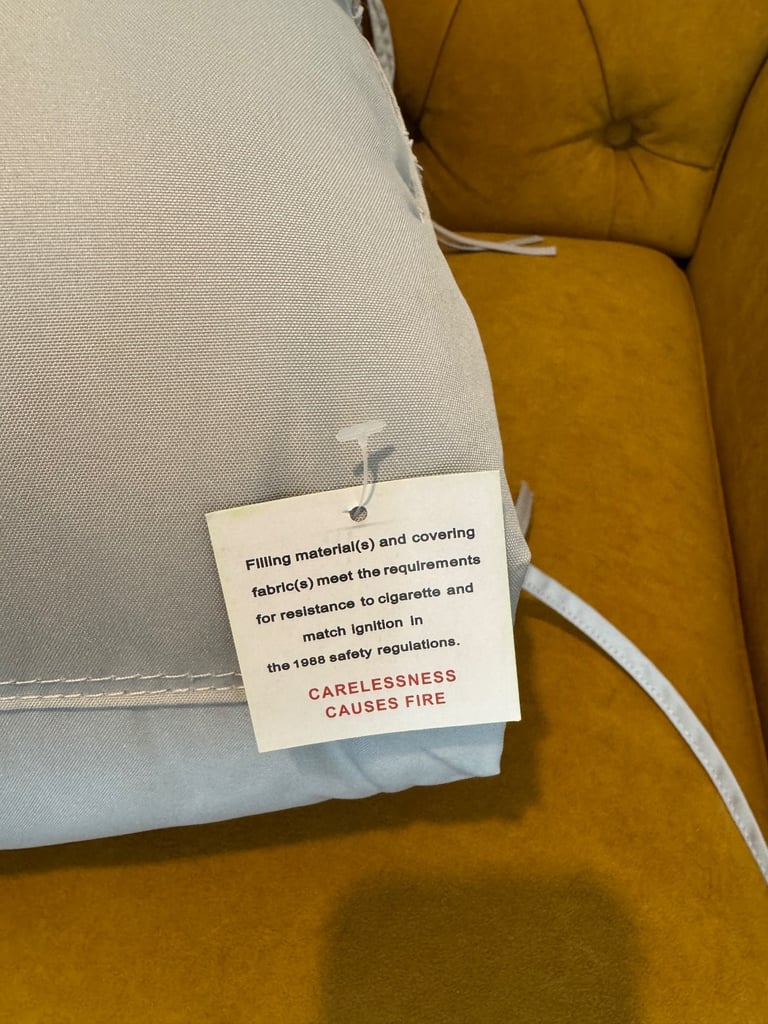 Filling material(s) and covering
fabric(s) meet the requirements
for resistance to cigarette and
match ignition in
the 1988 safety regulations.
CARELESSNESS
CAUSES FIRE